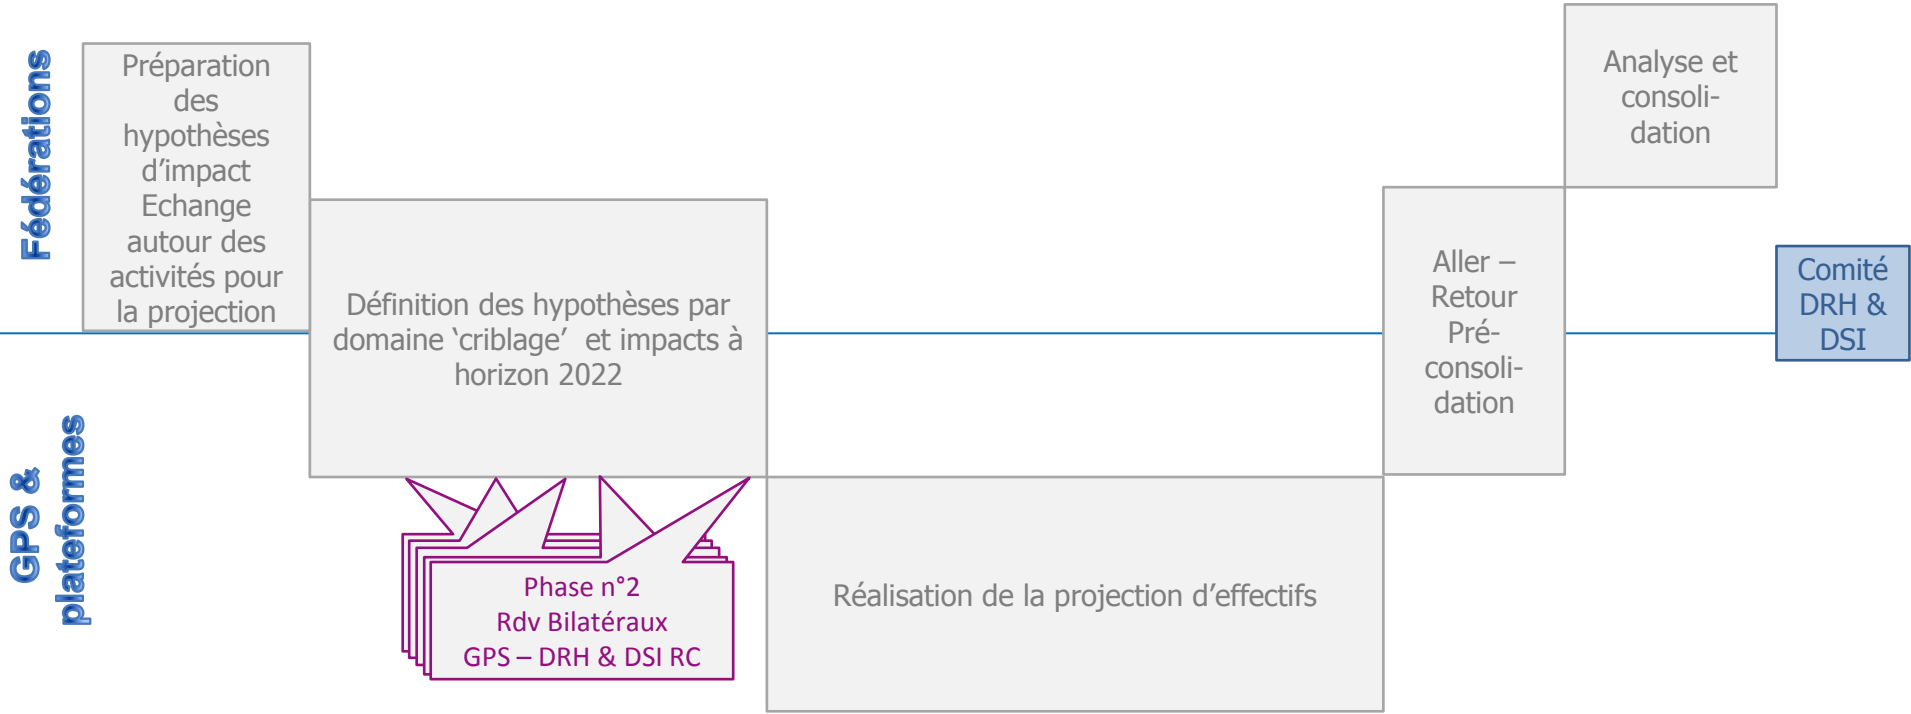 Fédérations
Préparation
des
hypothèses
d’impact
Echange
autour des
activités pour
la projection
Définition des hypothèses par
domaine ‘criblage’ et impacts à
horizon 2022
Analyse et
consoli-
dation
Aller –
Retour
Pré-
consoli-
dation
Comité
DRH &
DSI
GPS &
plateformes
Phase n°2
Rdv Bilatéraux
GPS – DRH & DSI RC
Réalisation de la projection d’effectifs